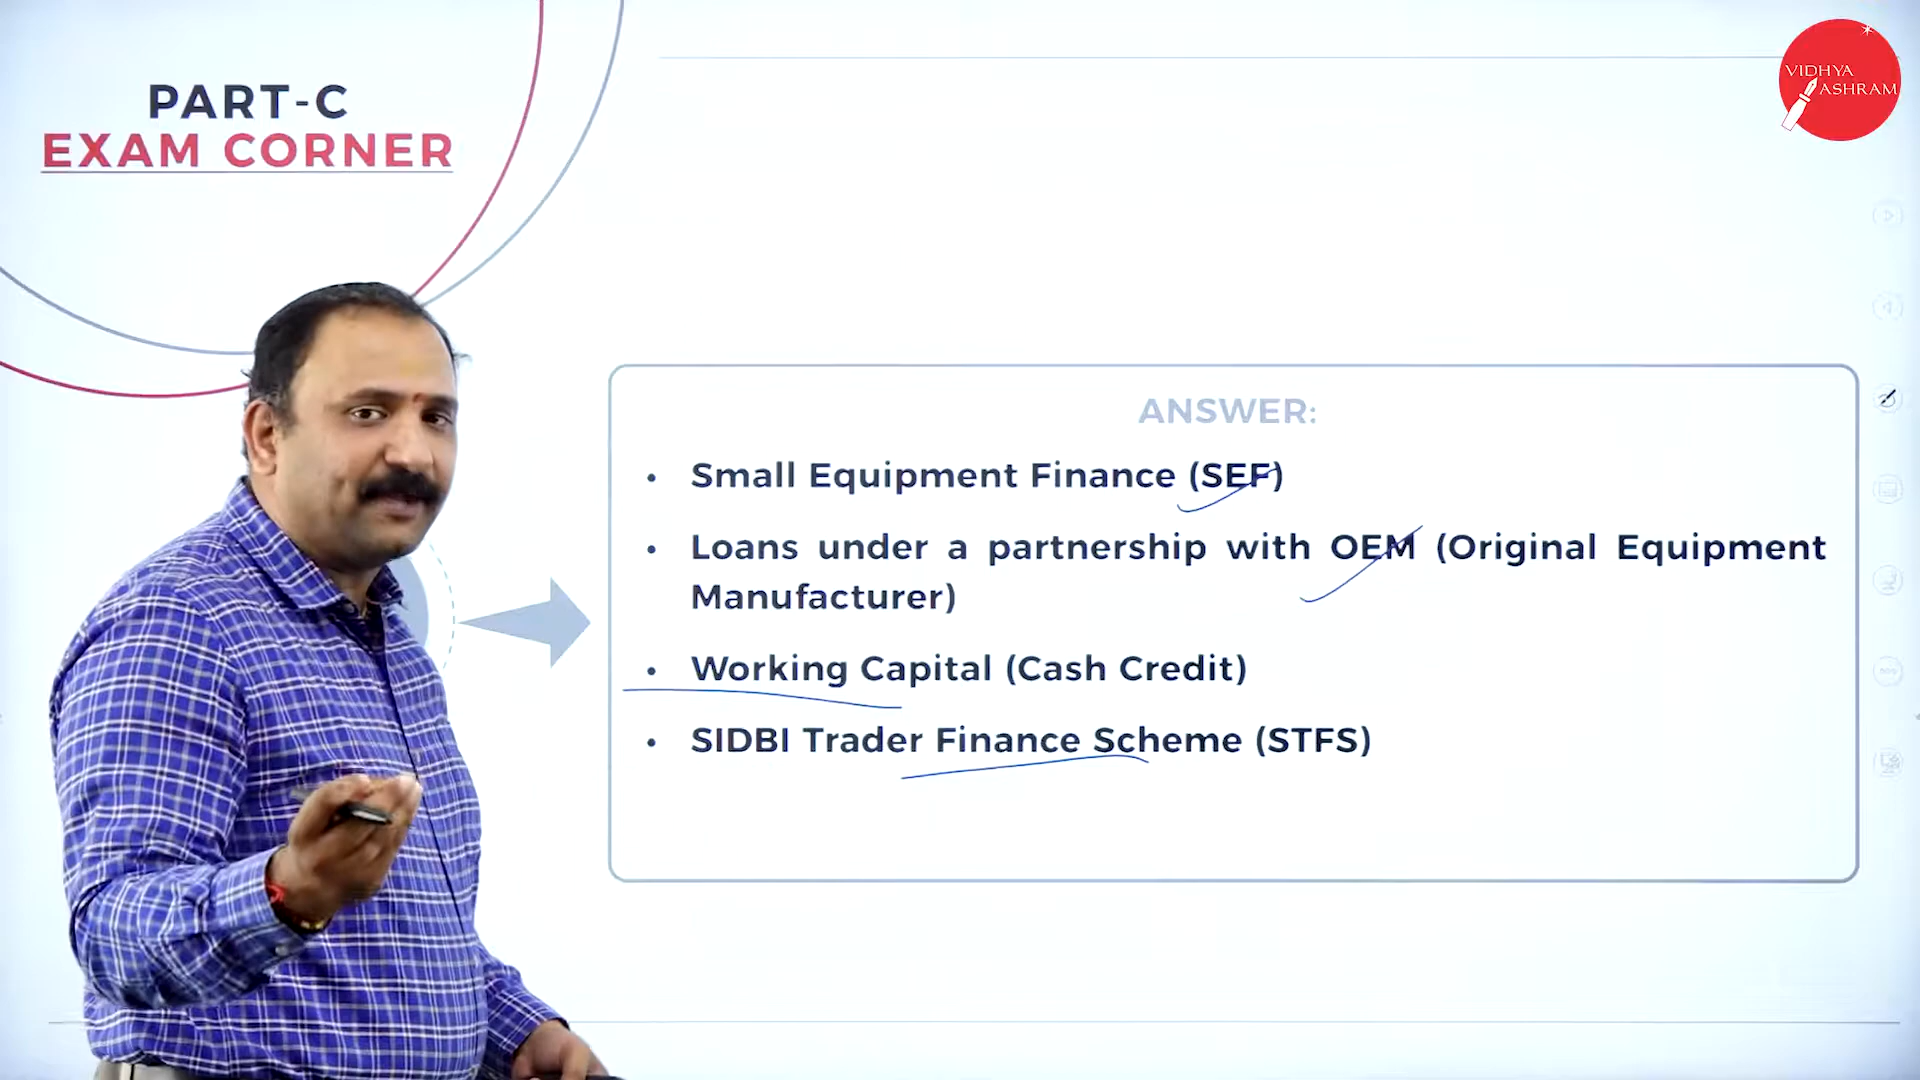 PART-C
EXAM CORNER
VIDHYA
ASHRAM
ANSWER:
• Small Equipment Finance (SEF)
• Loans under a partnership with OEM (Original Equipment
Manufacturer)
• Working Capital (Cash Credit)
• SIDBI Trader Finance Scheme (STFS)